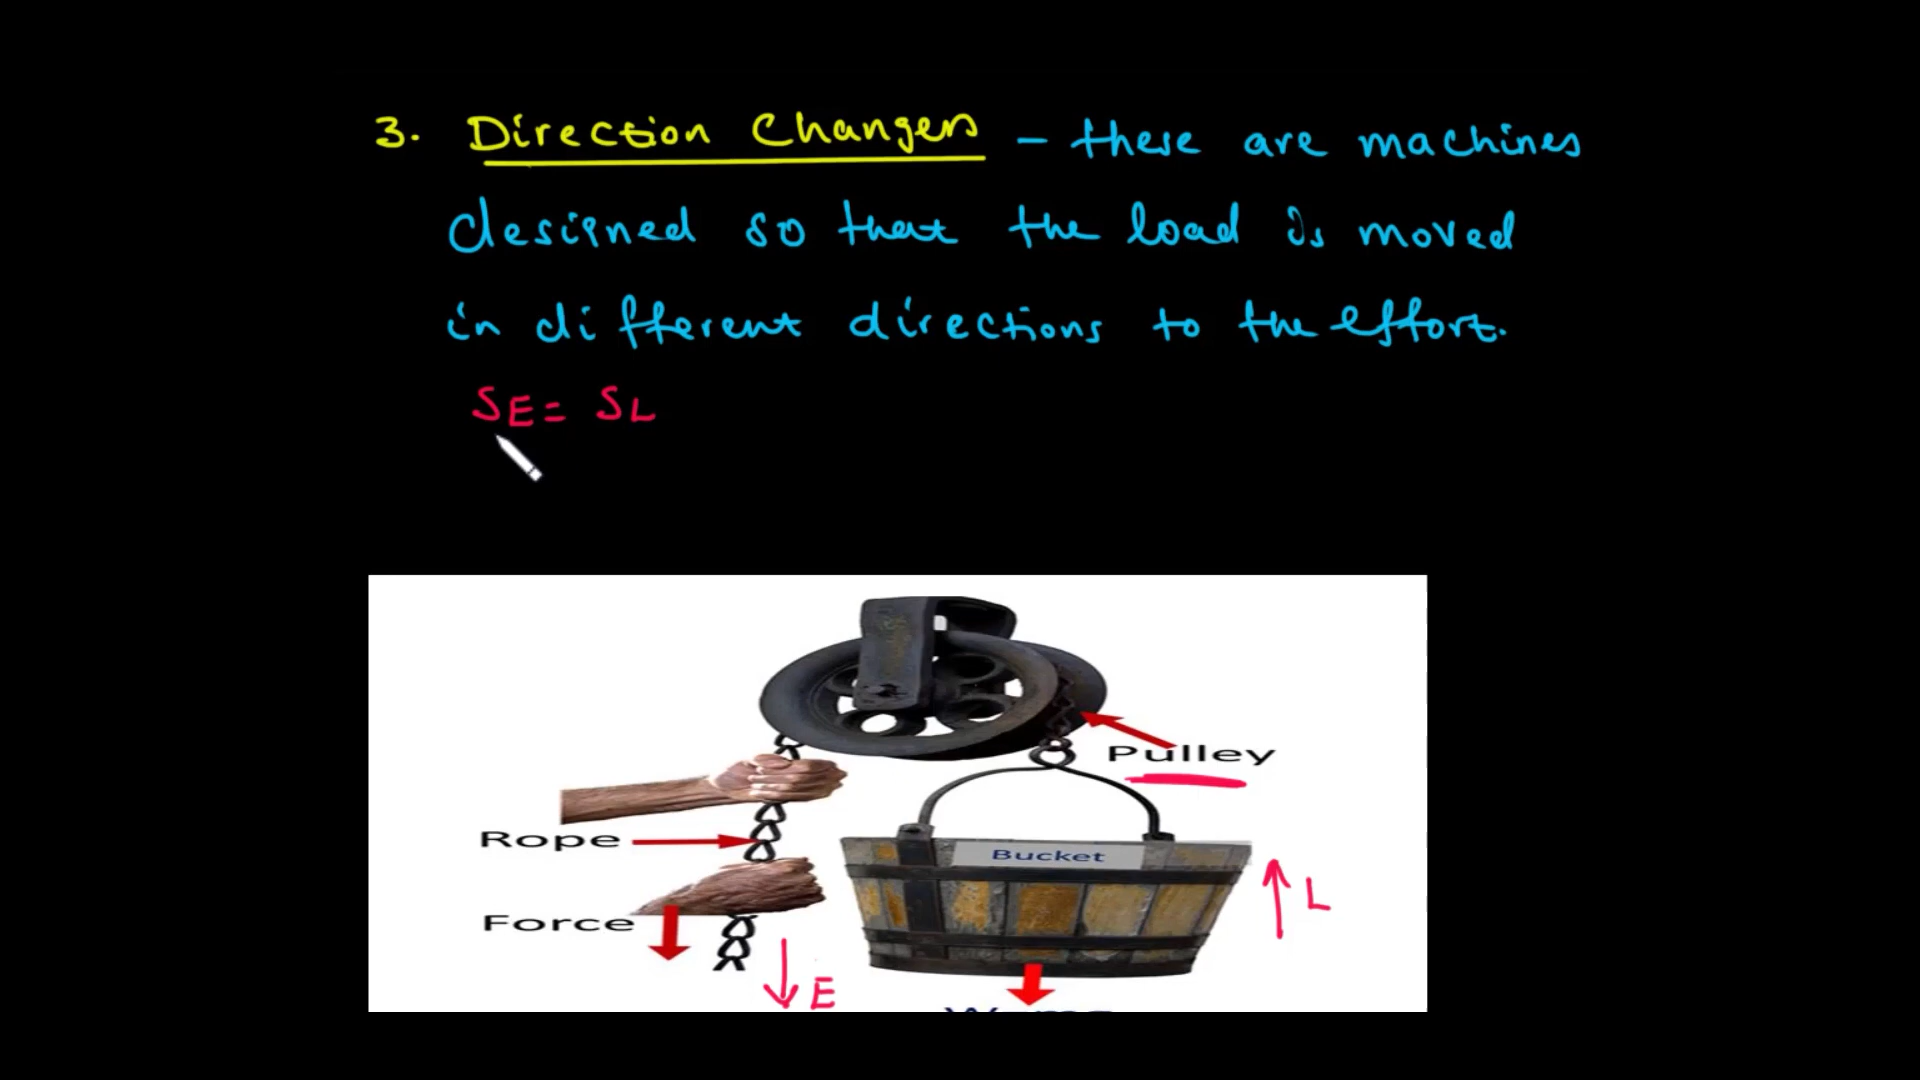 3. Direction Changers – these are machines
designed so that the load is moved
in different directions to the effort.
SE = SL
Pulley
Rope
Bucket
L
Force
E